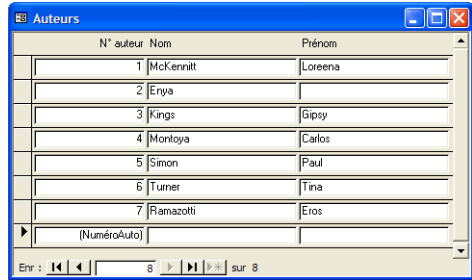 Auteurs
N° auteur Nom Prénom
1 McKennitt Loreena
2 Enya
3 Kings Gipsy
4 Montoya Carlos
5 Simon Paul
6 Turner Tina
7 Ramazotti Eros
(NuméroAuto)
Enr : 8 sur 8